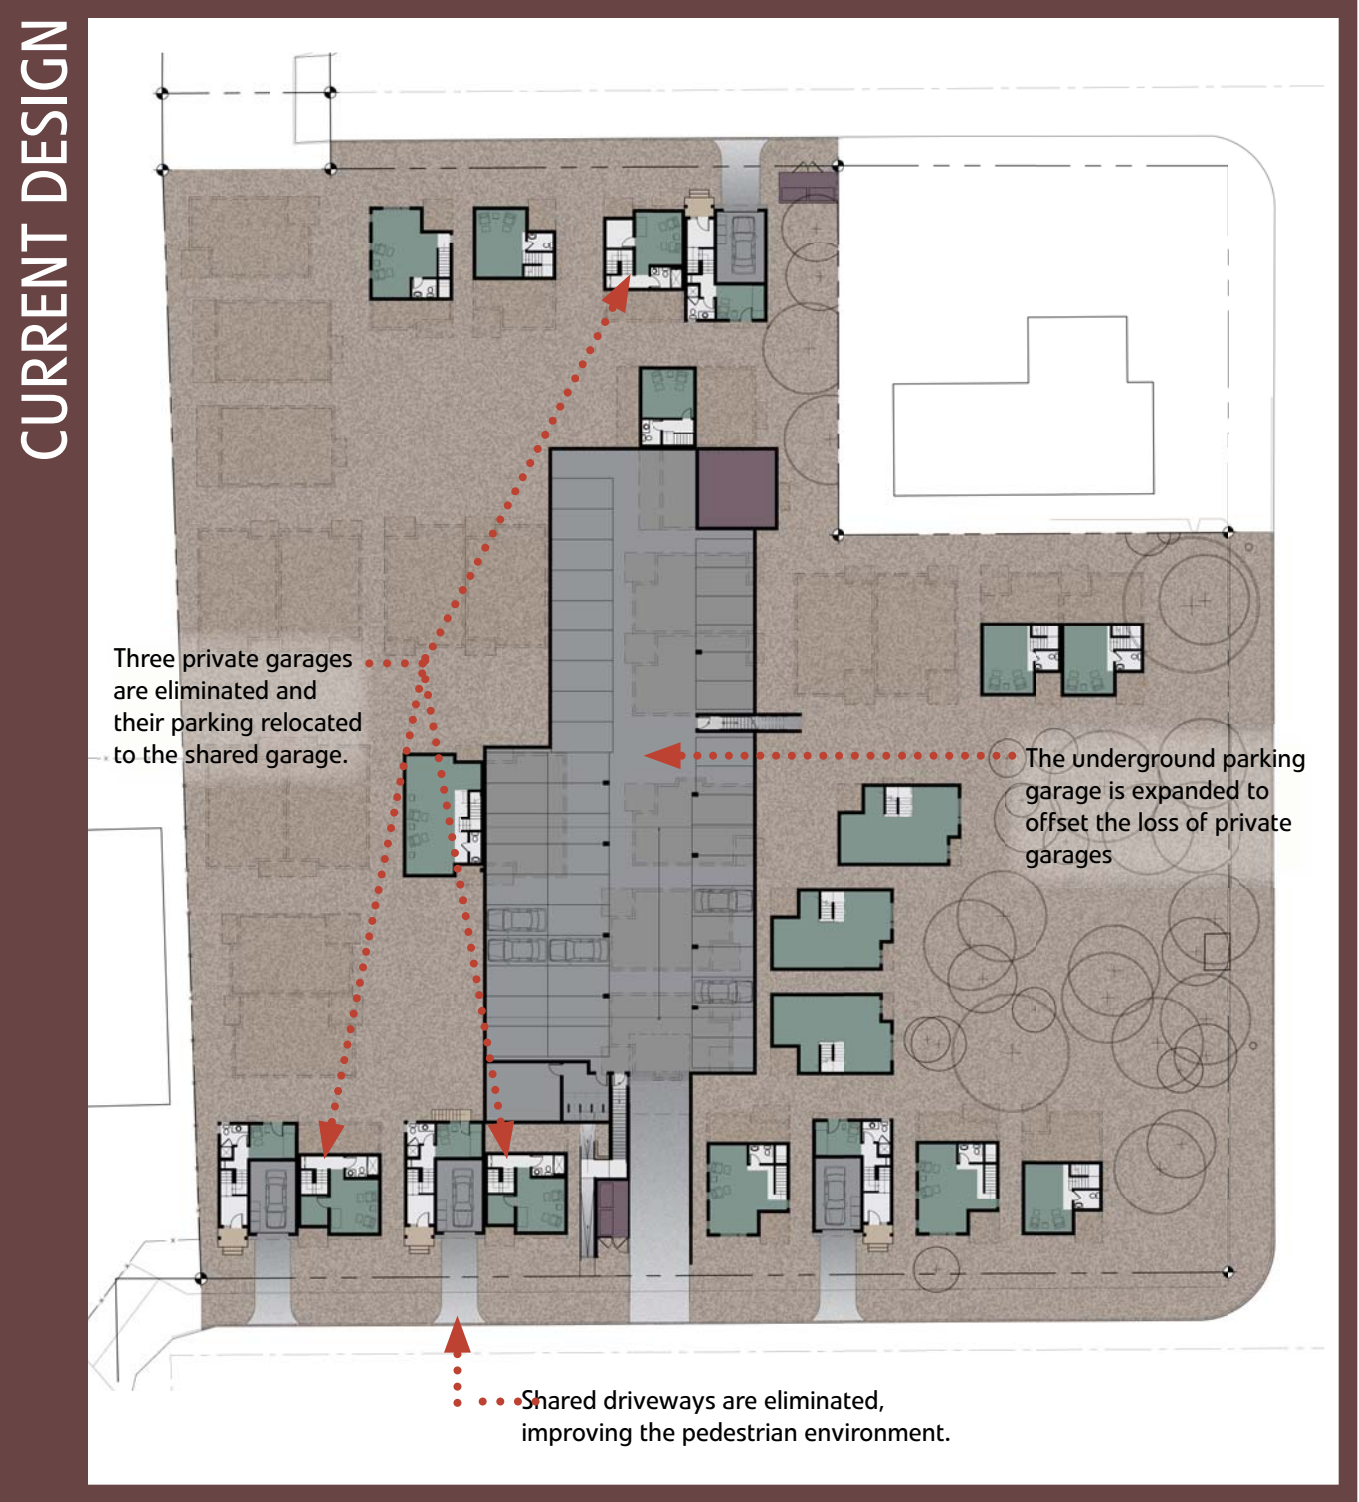 CURRENT DESIGN
Three private garages
are eliminated and
their parking relocated
to the shared garage.
The underground parking
garage is expanded to
offset the loss of private
garages
Shared driveways are eliminated,
improving the pedestrian environment.